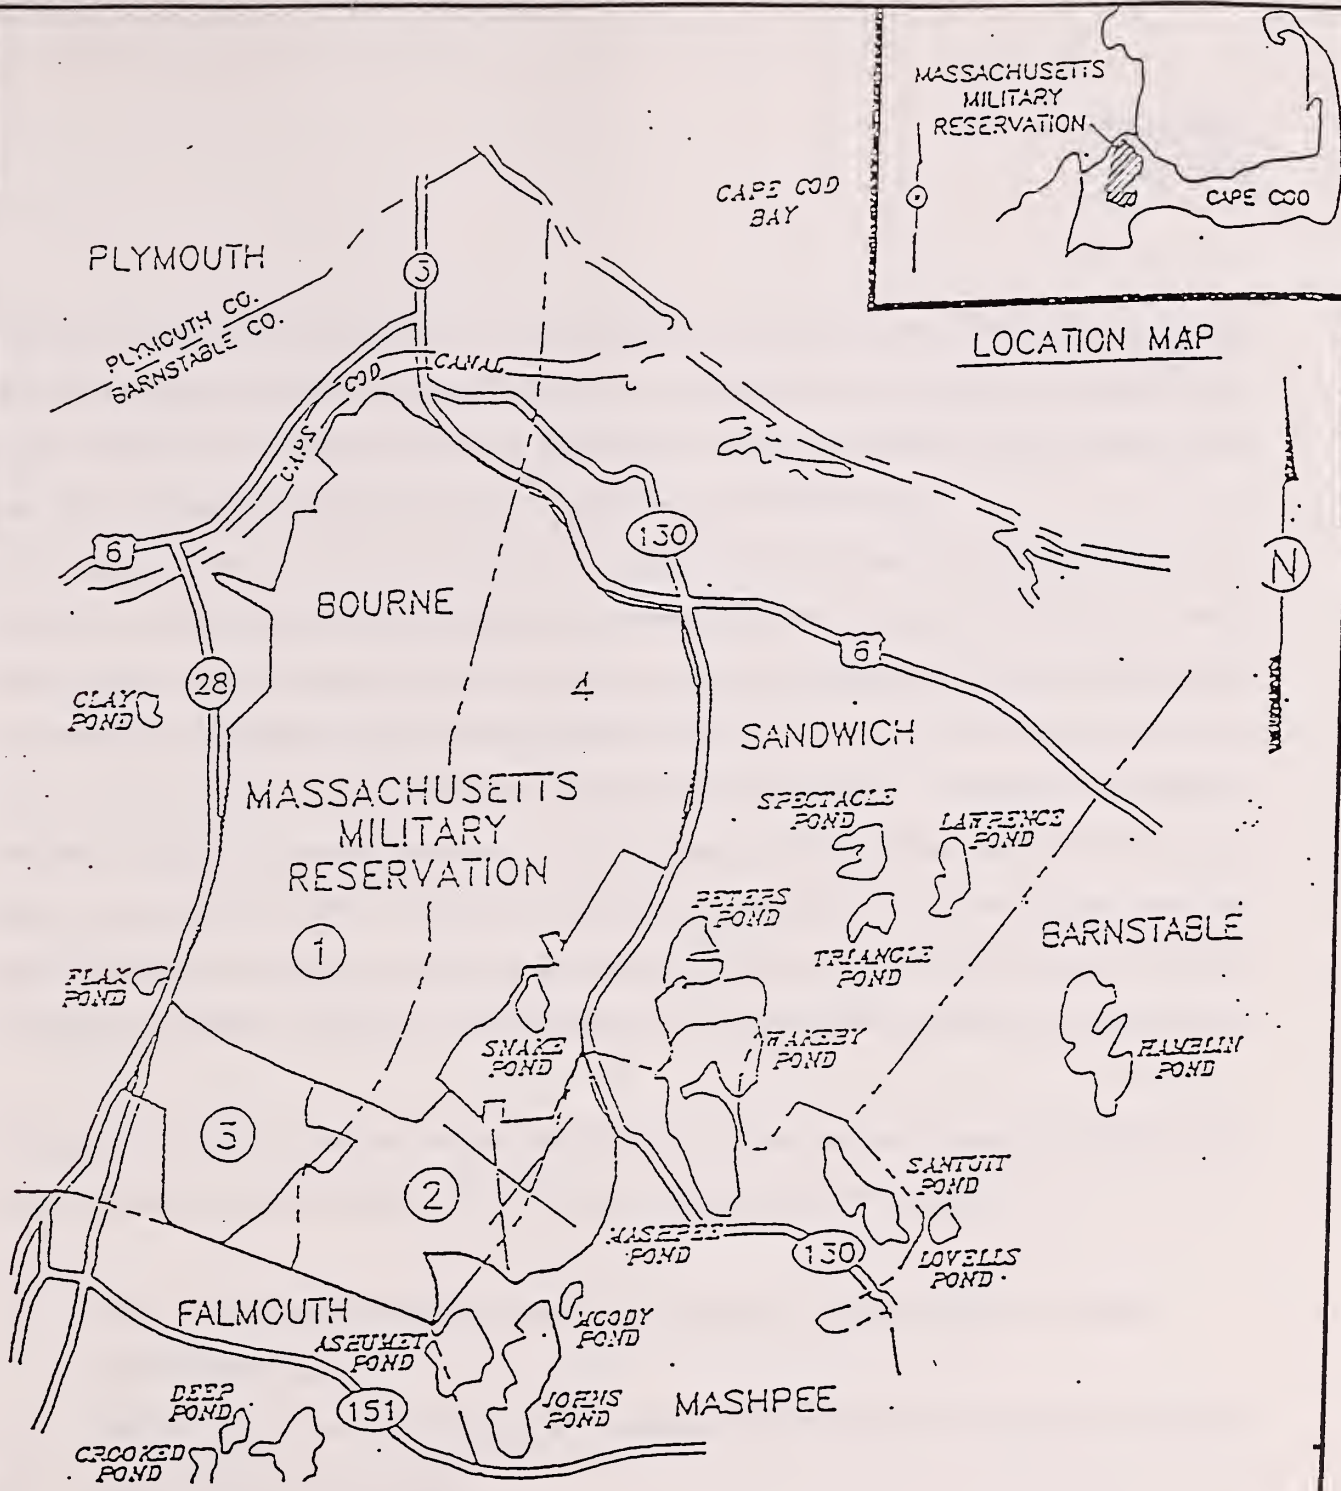 MASSACHUSETTS
MILITARY
RESERVATION
CAPE COD
LOCATION MAP
CAPE COD
BAY
PLYMOUTH
PLYMOUTH CO.
BARNSTABLE CO.
3
CAPE COD CANAL
6
130
N
BOURNE
28
6
CLAY
POND
4
SANDWICH
MASSACHUSETTS
MILITARY
RESERVATION
SPECTACLE
POND
LAWRENCE
POND
PETERS
POND
1
BARNSTABLE
TRIANGLE
POND
FLAX
POND
SNAKE
POND
WAKEBY
POND
HAMBLIN
POND
3
2
SANTUIT
POND
MASHPEE
POND
130
LOVELLS
POND
FALMOUTH
ASHUMET
POND
MOODY
POND
DEEP
POND
151
JOHNS
POND
MASHPEE
CROOKED
POND